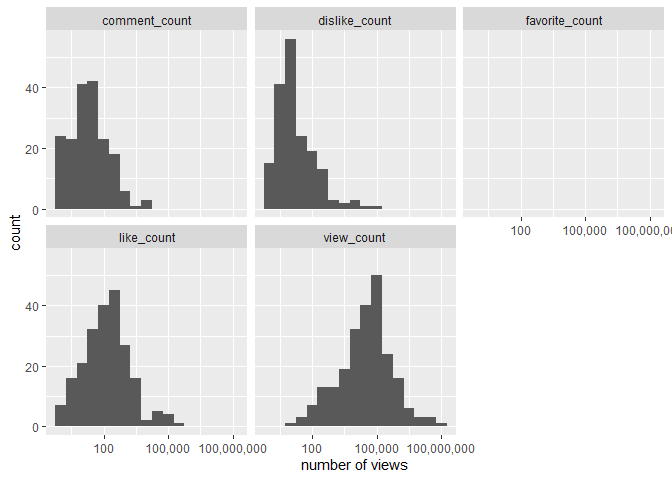 comment_count dislike_count favorite_count
40
20
0
100 100,000 100,000,000
like_count view_count
40
20
0
100 100,000 100,000,000 100 100,000 100,000,000
count
number of views